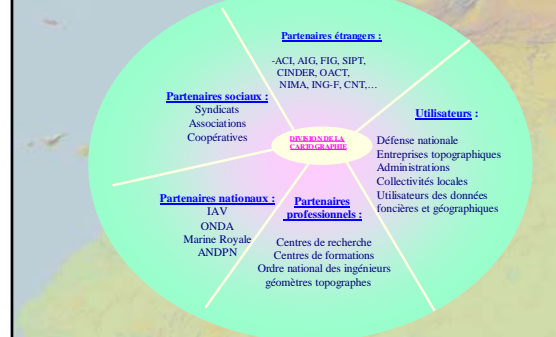 Partenaires étrangers :
-ACI, AIG, FIG, SIPT,
CINDER, OACT,
NIMA, ING-F, CNT,…
Partenaires sociaux :
Syndicats
Associations
Coopératives
Utilisateurs :
Défense nationale
Entreprises topographiques
Administrations
Collectivités locales
Utilisateurs des données
foncières et géographiques
DIVISION DE LA
CARTOGRAPHIE
Partenaires nationaux :
IAV
ONDA
Marine Royale
ANDPN
Partenaires
professionnels :
Centres de recherche
Centres de formations
Ordre national des ingénieurs
géomètres topographes